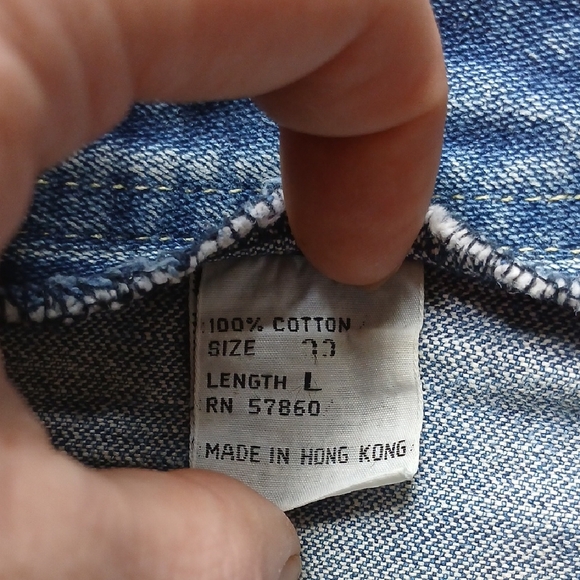 100% COTTON
SIZE
LENGTH L
RN 57860
MADE IN HONG KONG